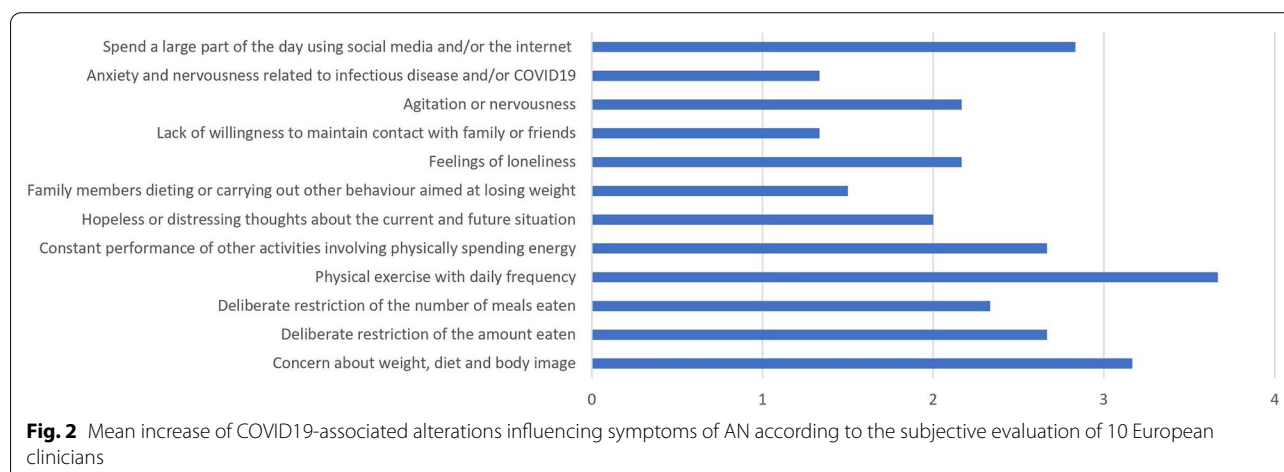 Spend a large part of the day using social media and/or the internet
Anxiety and nervousness related to infectious disease and/or COVID19
Agitation or nervousness
Lack of willingness to maintain contact with family or friends
Feelings of loneliness
Family members dieting or carrying out other behaviour aimed at losing weight
Hopeless or distressing thoughts about the current and future situation
Constant performance of other activities involving physically spending energy
Physical exercise with daily frequency
Deliberate restriction of the number of meals eaten
Deliberate restriction of the amount eaten
Concern about weight, diet and body image
0 1 2 3 4
Fig. 2 Mean increase of COVID19-associated alterations influencing symptoms of AN according to the subjective evaluation of 10 European
clinicians